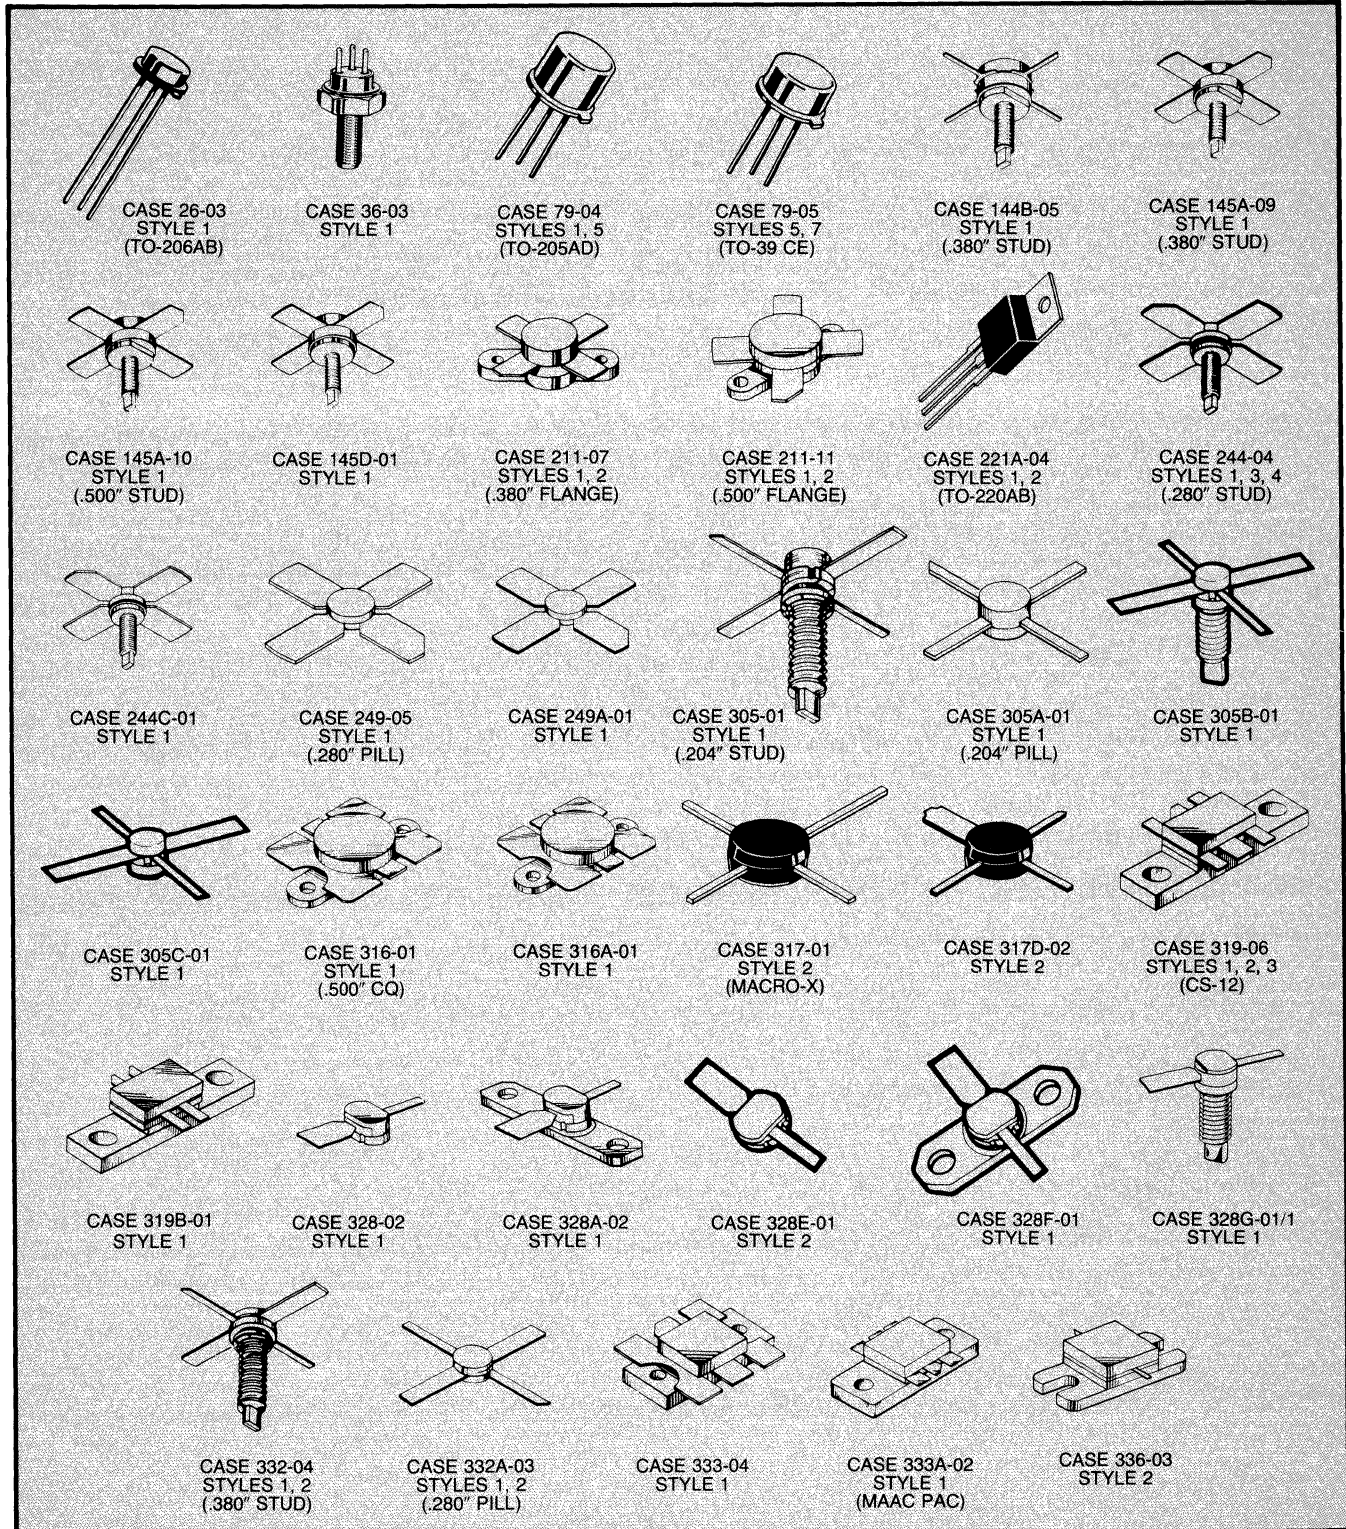 CASE 26-03
STYLE 1
(TO-206AB)
CASE 36-03
STYLE 1
CASE 79-04
STYLES 1, 5
(TO-205AD)
CASE 79-05
STYLES 5, 7
(TO-39 CE)
CASE 144B-05
STYLE 1
(.380" STUD)
CASE 145A-09
STYLE 1
(.380" STUD)
CASE 145A-10
STYLE 1
(.500" STUD)
CASE 145D-01
STYLE 1
CASE 211-07
STYLES 1, 2
(.380" FLANGE)
CASE 211-11
STYLES 1, 2
(.500" FLANGE)
CASE 221A-04
STYLES 1, 2
(TO-220AB)
CASE 244-04
STYLES 1, 3, 4
(.280" STUD)
CASE 244C-01
STYLE 1
CASE 249-05
STYLE 1
(.280" PILL)
CASE 249A-01
STYLE 1
CASE 305-01
STYLE 1
(.204" STUD)
CASE 305A-01
STYLE 1
(.204" PILL)
CASE 305B-01
STYLE 1
CASE 305C-01
STYLE 1
CASE 316-01
STYLE 1
(.500" CQ)
CASE 316A-01
STYLE 1
CASE 317-01
STYLE 2
(MACRO-X)
CASE 317D-02
STYLE 2
CASE 319-06
STYLES 1, 2, 3
(CS-12)
CASE 319B-01
STYLE 1
CASE 328-02
STYLE 1
CASE 328A-02
STYLE 1
CASE 328E-01
STYLE 2
CASE 328F-01
STYLE 1
CASE 328G-01/1
STYLE 1
CASE 332-04
STYLES 1, 2
(.380" STUD)
CASE 332A-03
STYLES 1, 2
(.280" PILL)
CASE 333-04
STYLE 1
CASE 333A-02
STYLE 1
(MAAC PAC)
CASE 336-03
STYLE 2